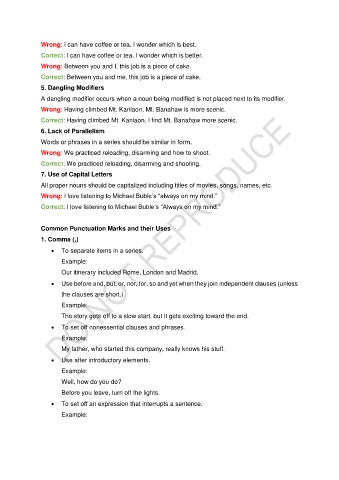 Wrong: I can have coffee or tea. I wonder which is best.
Correct: I can have coffee or tea. I wonder which is better.
Wrong: Between you and I, this job is a piece of cake.
Correct: Between you and me, this job is a piece of cake.
5. Dangling Modifiers
A dangling modifier occurs when a noun being modified is not placed next to its modifier.
Wrong: Having climbed Mt. Kanlaon, Mt. Banahaw is more scenic.
Correct: Having climbed Mt. Kanlaon, I find Mt. Banahaw more scenic.
6. Lack of Parallelism
Words or phrases in a series should be similar in form.
Wrong: We practiced reloading, disarming and how to shoot.
Correct: We practiced reloading, disarming and shooting.
7. Use of Capital Letters
All proper nouns should be capitalized including titles of movies, songs, names, etc.
Wrong: I love listening to Michael Buble's "always on my mind."
Correct: I love listening to Michael Buble's "Always on my mind."
Common Punctuation Marks and their Uses
1. Comma (,)
• To separate items in a series.
Example:
Our itinerary included Rome, London and Madrid.
• Use before and, but, or, nor, for, so and yet when they join independent clauses (unless
the clauses are short.)
Example:
The story gets off to a slow start, but it gets exciting toward the end.
• To set off nonessential clauses and phrases.
Example:
My father, who started this company, really knows his stuff.
• Use after introductory elements.
Example:
Well, how do you do?
Before you leave, turn off the lights.
• To set off an expression that interrupts a sentence.
Example:
DO NOT REPRODUCE